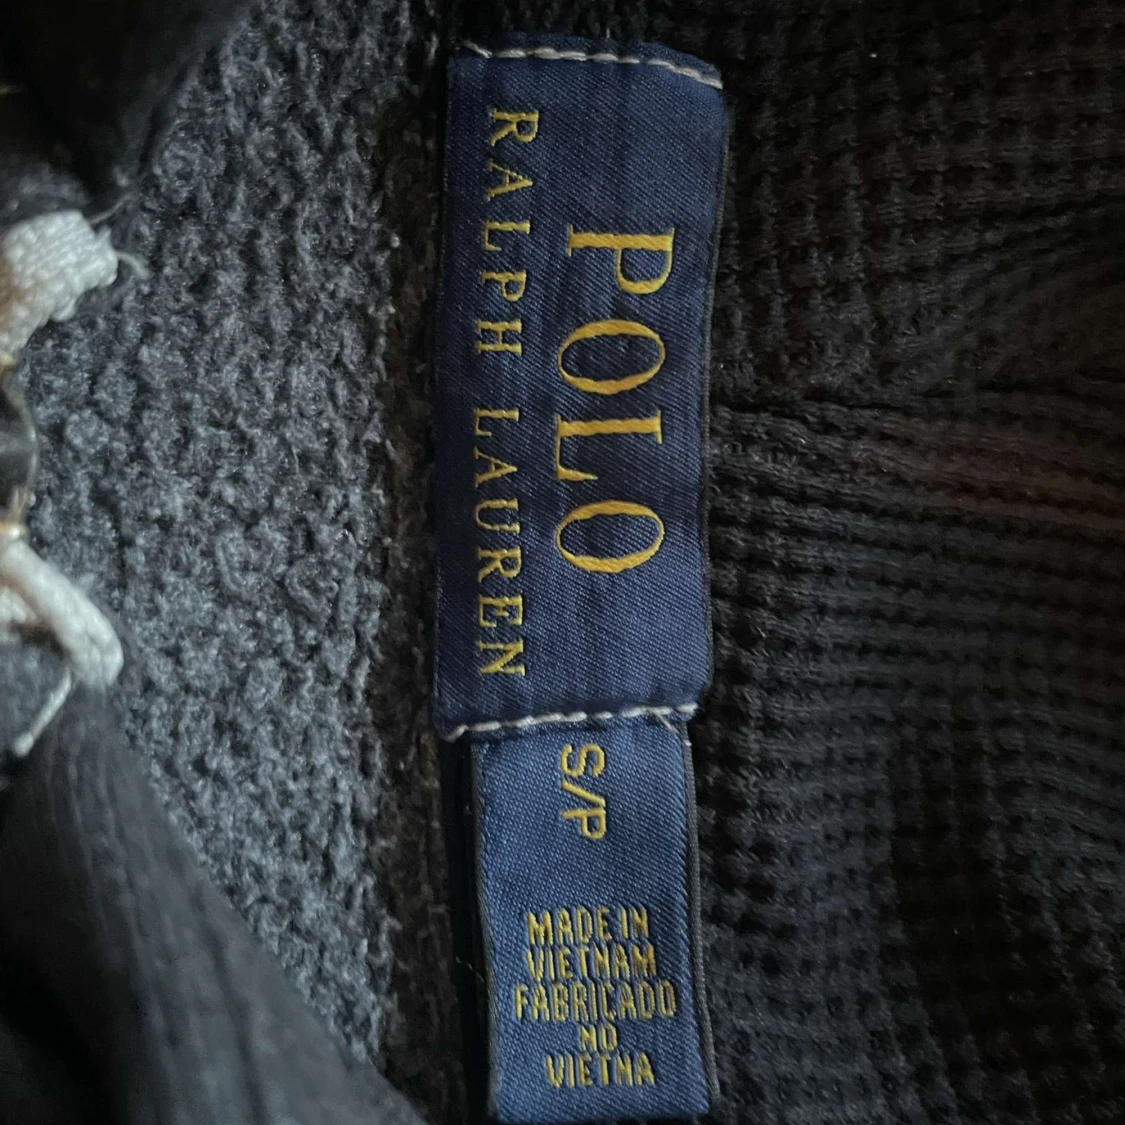 POLO
RALPH LAUREN
S/P
MADE IN
VIETNAM
FABRICADO
NO
VIETNA